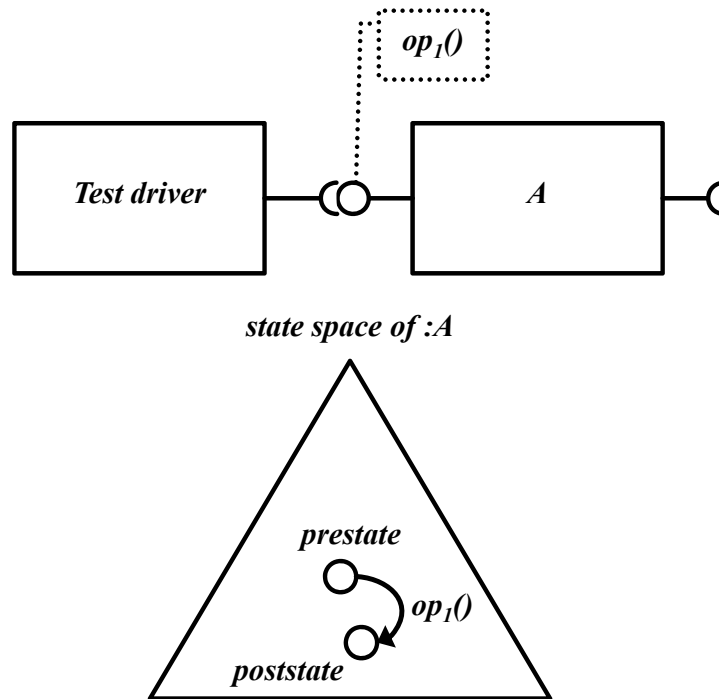 op₁()
Test driver
A
state space of :A
prestate
op₁()
poststate